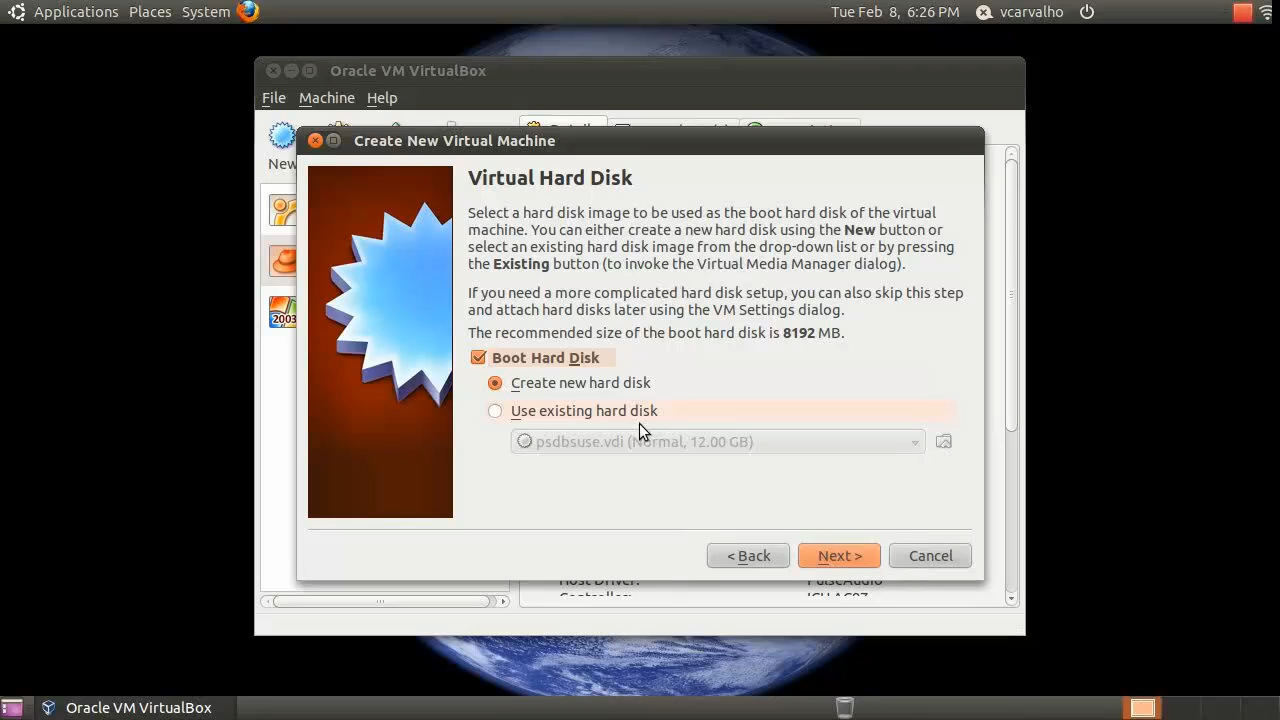 Applications Places System
Tue Feb 8, 6:26 PM vcarvalho
Oracle VM VirtualBox
File Machine Help
New
2003
Create New Virtual Machine
Virtual Hard Disk
Select a hard disk image to be used as the boot hard disk of the virtual
machine. You can either create a new hard disk using the New button or
select an existing hard disk image from the drop-down list or by pressing
the Existing button (to invoke the Virtual Media Manager dialog).
If you need a more complicated hard disk setup, you can also skip this step
and attach hard disks later using the VM Settings dialog.
The recommended size of the boot hard disk is 8192 MB.
Boot Hard Disk
Create new hard disk
Use existing hard disk
psdbsuse.vdi (Normal, 12.00 GB)
< Back Next > Cancel
Host Driver: PulseAudio
Controller: ICH AC97
Oracle VM VirtualBox